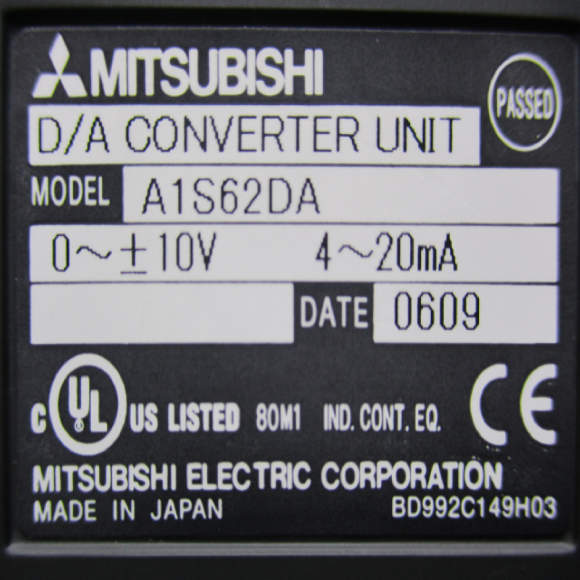 MITSUBISHI
PASSED
D/A CONVERTER UNIT
MODEL A1S62DA
0～±10V 4～20mA
DATE 0609
C UL US LISTED 80M1 IND. CONT. EQ. CE
MITSUBISHI ELECTRIC CORPORATION
MADE IN JAPAN BD992C149H03